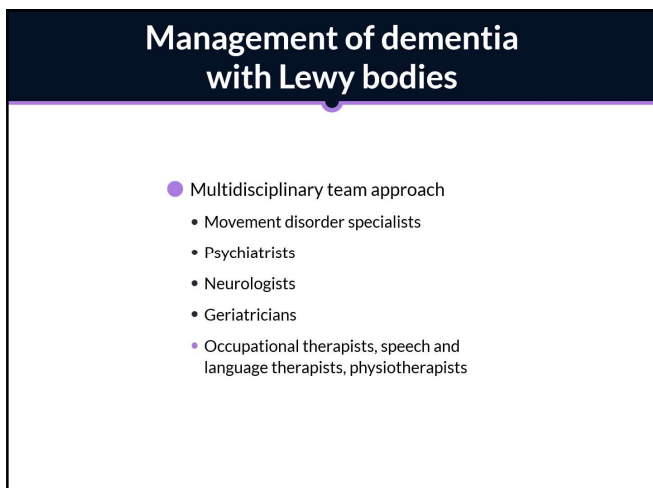 Management of dementia
with Lewy bodies
Multidisciplinary team approach
Movement disorder specialists
Psychiatrists
Neurologists
Geriatricians
Occupational therapists, speech and
language therapists, physiotherapists